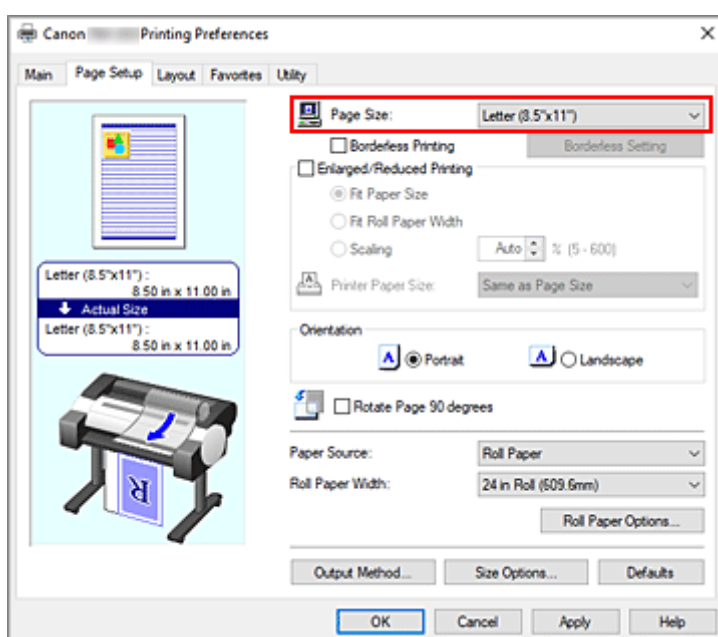 Canon Printing Preferences
Main Page Setup Layout Favorites Utility
Page Size: Letter (8.5"x11")
Borderless Printing Borderless Setting
Enlarged/Reduced Printing
Fit Paper Size
Fit Roll Paper Width
Scaling Auto % (5 - 600)
Printer Paper Size: Same as Page Size
Letter (8.5"x11") :
8.50 in x 11.00 in
Actual Size
Letter (8.5"x11") :
8.50 in x 11.00 in
Orientation
A Portrait A Landscape
Rotate Page 90 degrees
Paper Source: Roll Paper
Roll Paper Width: 24 in Roll (609.6mm)
R
Roll Paper Options...
Output Method... Size Options... Defaults
OK Cancel Apply Help